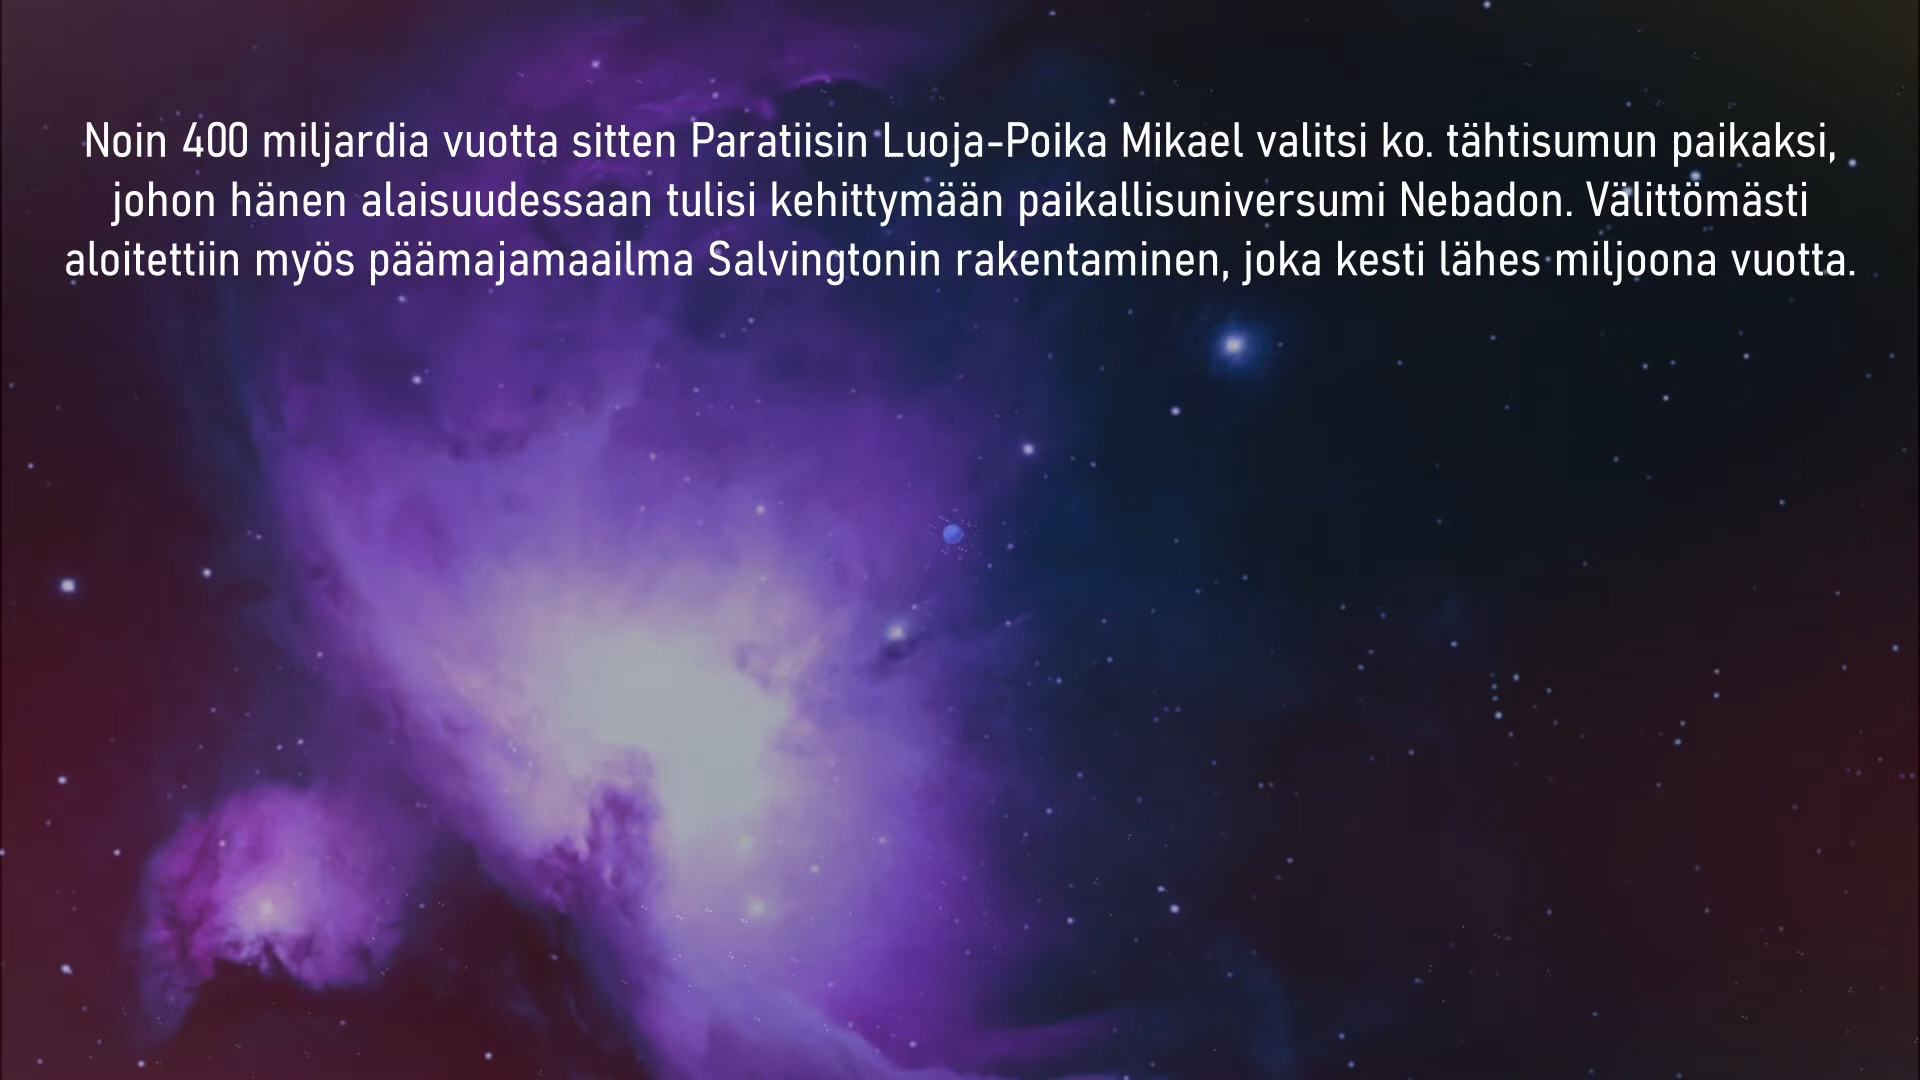 Noin 400 miljardia vuotta sitten Paratiisin Luoja-Poika Mikael valitsi ko. tähtisumun paikaksi,
johon hänen alaisuudessaan tulisi kehittymään paikallisuniversumi Nebadon. Välittömästi
aloitettiin myös päämajamaailma Salvingtonin rakentaminen, joka kesti lähes miljoona vuotta.